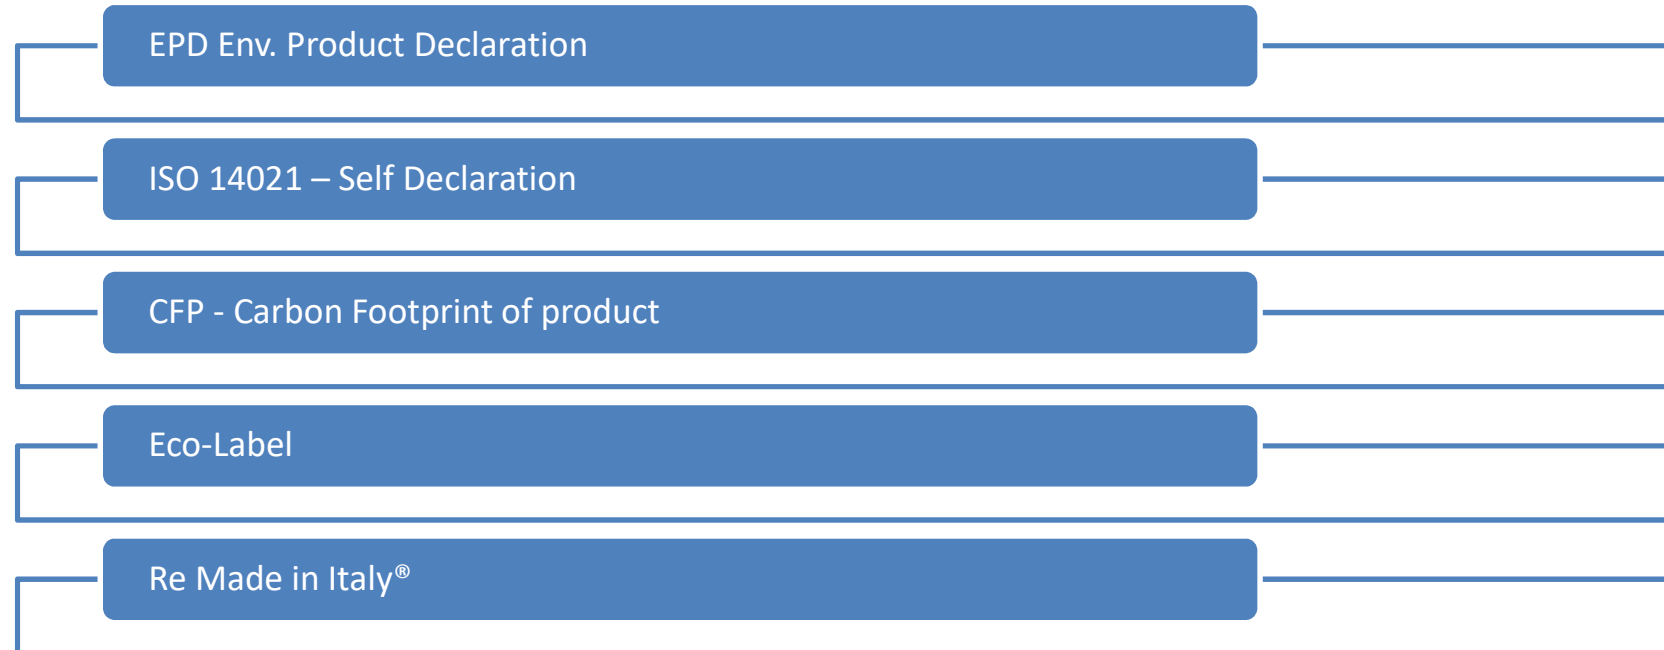 EPD Env. Product Declaration
ISO 14021 – Self Declaration
CFP - Carbon Footprint of product
Eco-Label
Re Made in Italy®